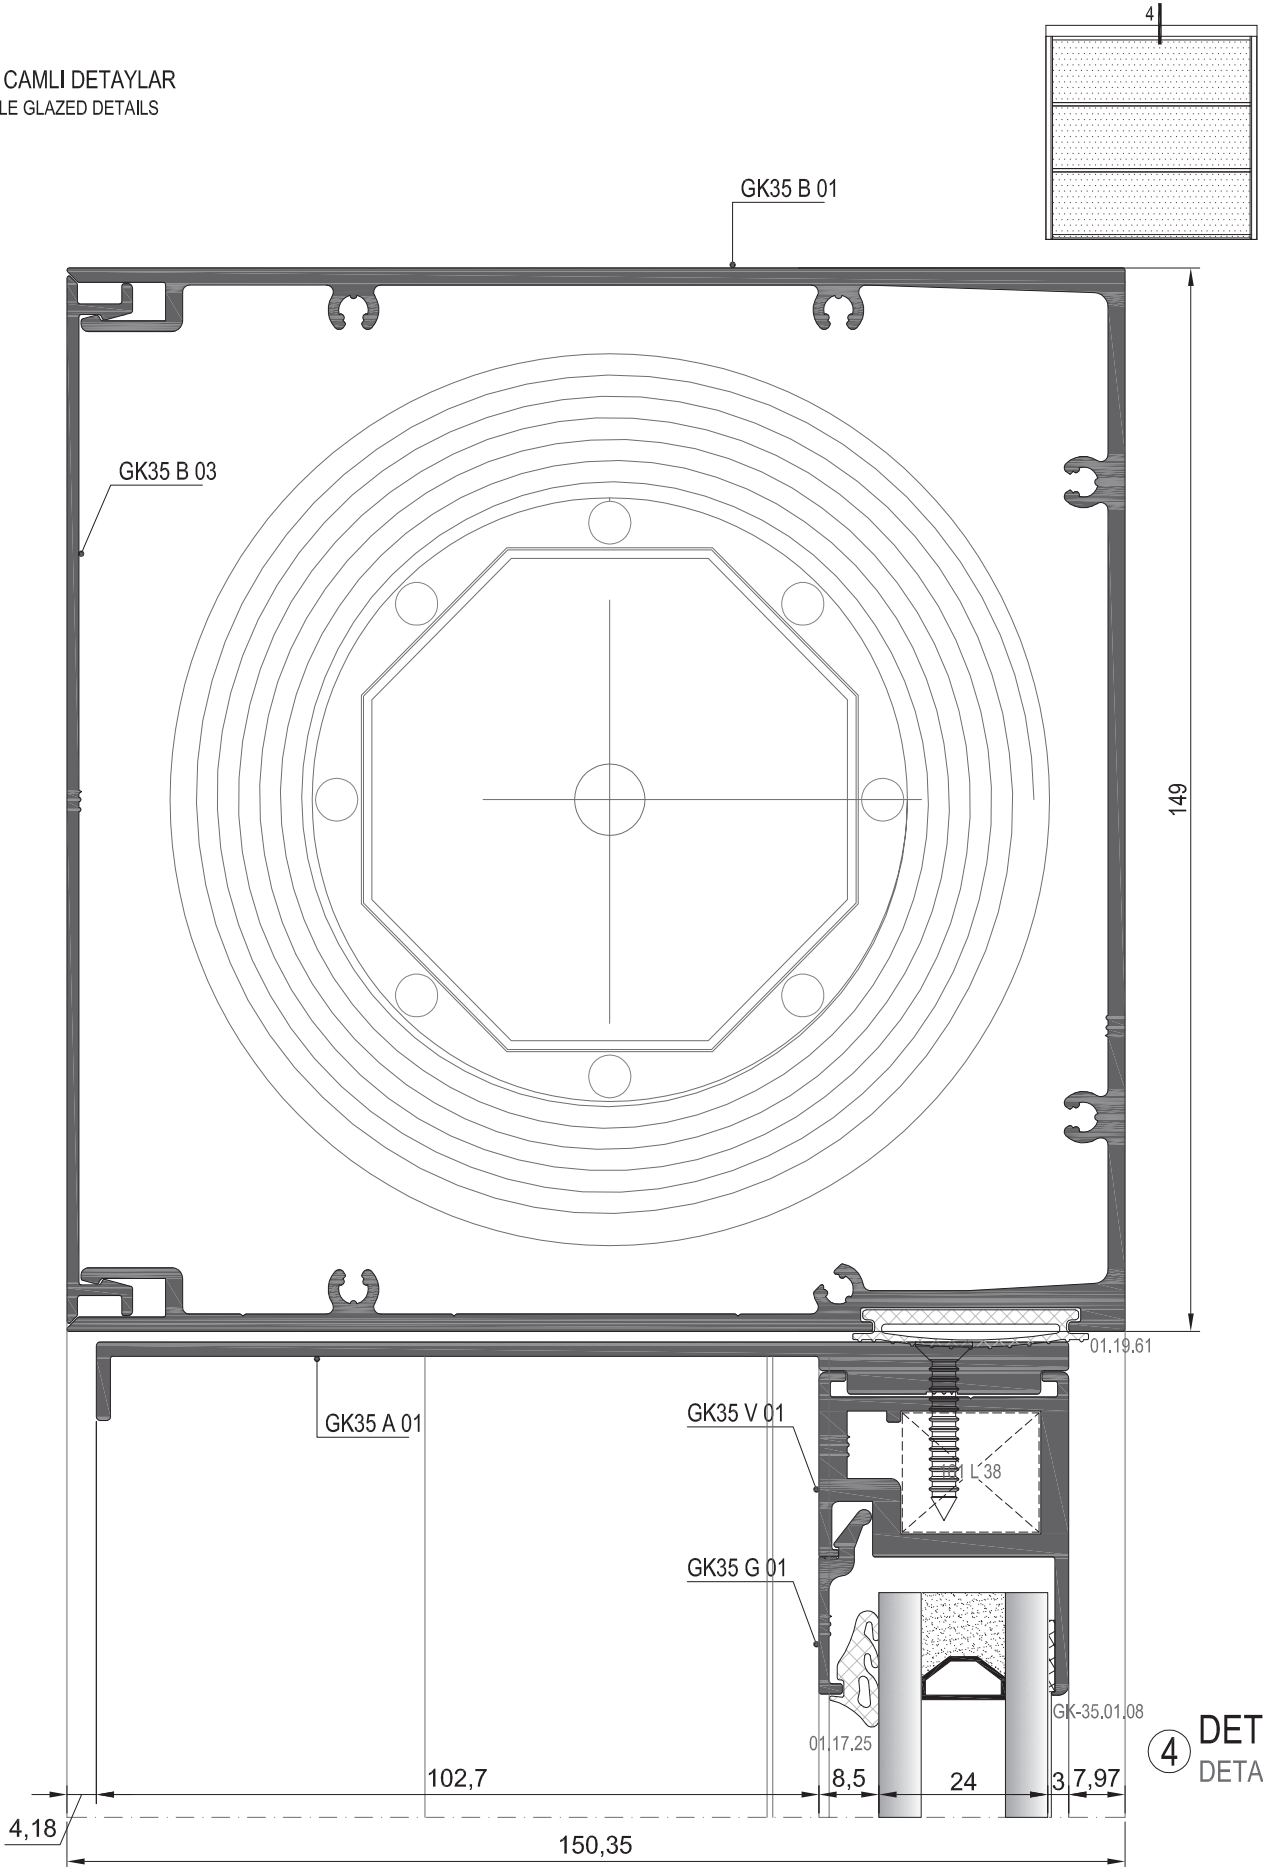 4
CAMLI DETAYLAR
LE GLAZED DETAILS
GK35 B 01
GK35 B 03
149
01.19.61
GK35 A 01
GK35 V 01
L 38
GK35 G 01
GK-35.01.08
01.17.25
4 DET
DETA
102,7
8,5
24
3
7,97
4,18
150,35